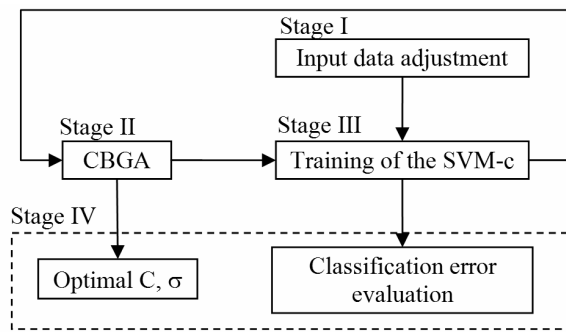 Stage I
Input data adjustment
Stage II
Stage III
CBGA
Training of the SVM-c
Stage IV
Optimal C, σ
Classification error
evaluation